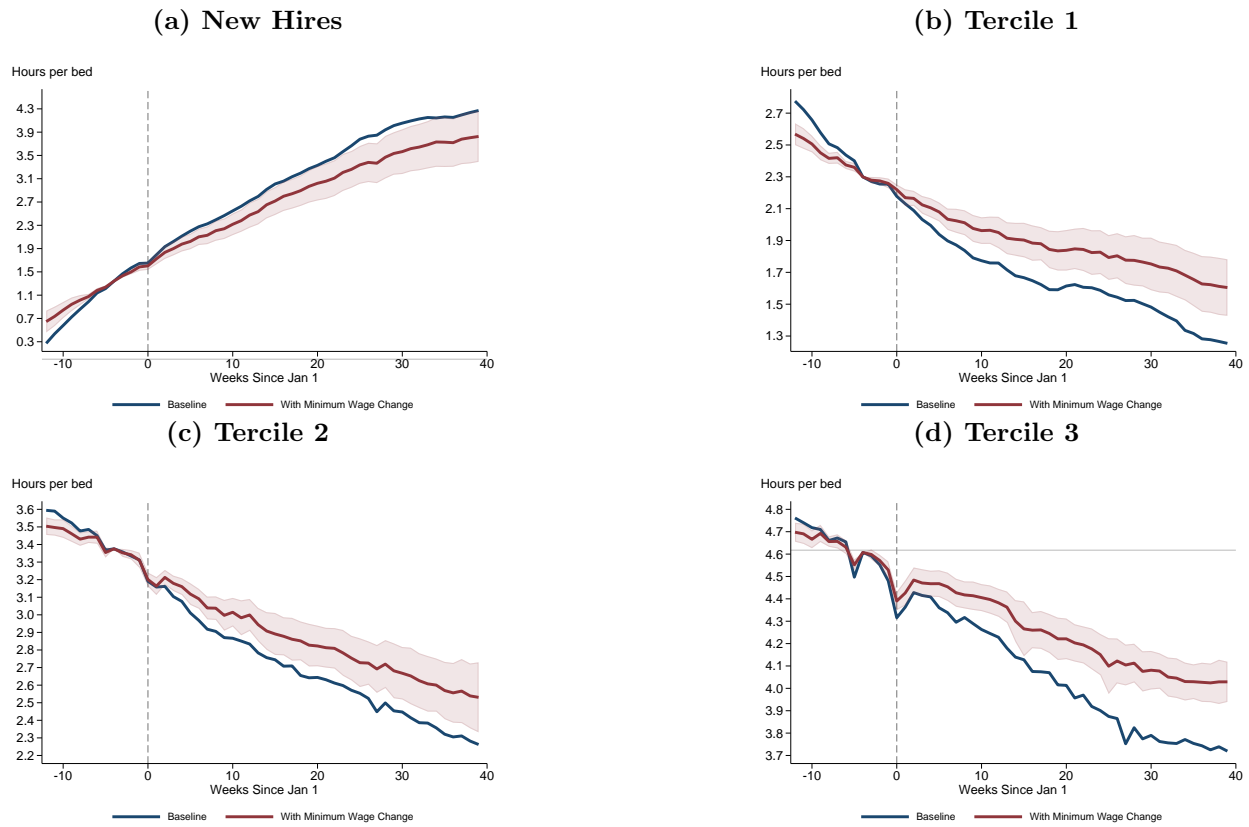 (a) New Hires
Hours per bed
4.3
3.9
3.5
3.1
2.7
2.3
1.9
1.5
1.1
0.7
0.3
-10 0 10 20 30 40
Weeks Since Jan 1
Baseline With Minimum Wage Change
(b) Tercile 1
Hours per bed
2.7
2.5
2.3
2.1
1.9
1.7
1.5
1.3
-10 0 10 20 30 40
Weeks Since Jan 1
Baseline With Minimum Wage Change
(c) Tercile 2
Hours per bed
3.6
3.5
3.4
3.3
3.2
3.1
3.0
2.9
2.8
2.7
2.6
2.5
2.4
2.3
2.2
-10 0 10 20 30 40
Weeks Since Jan 1
Baseline With Minimum Wage Change
(d) Tercile 3
Hours per bed
4.8
4.7
4.6
4.5
4.4
4.3
4.2
4.1
4.0
3.9
3.8
3.7
-10 0 10 20 30 40
Weeks Since Jan 1
Baseline With Minimum Wage Change